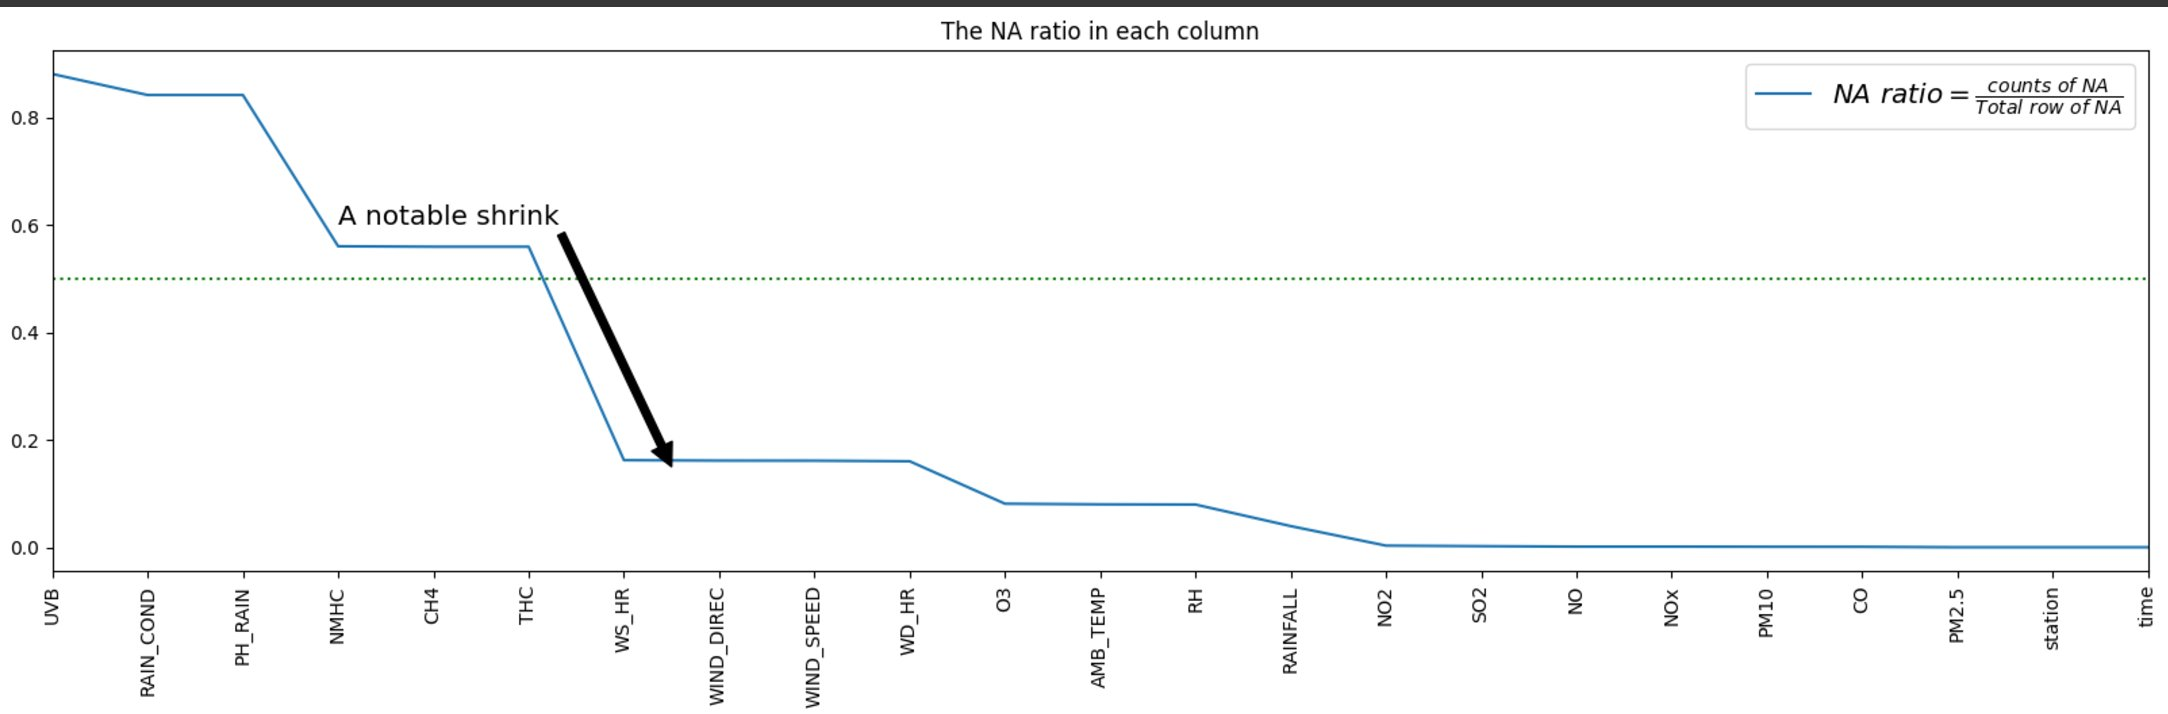 The NA ratio in each column
NA ratio = counts of NA / Total row of NA
A notable shrink
0.8
0.6
0.4
0.2
0.0
UVB
RAIN_COND
PH_RAIN
NMHC
CH4
THC
WS_HR
WIND_DIREC
WIND_SPEED
WD_HR
O3
AMB_TEMP
RH
RAINFALL
NO2
SO2
NO
NOx
PM10
CO
PM2.5
station
time